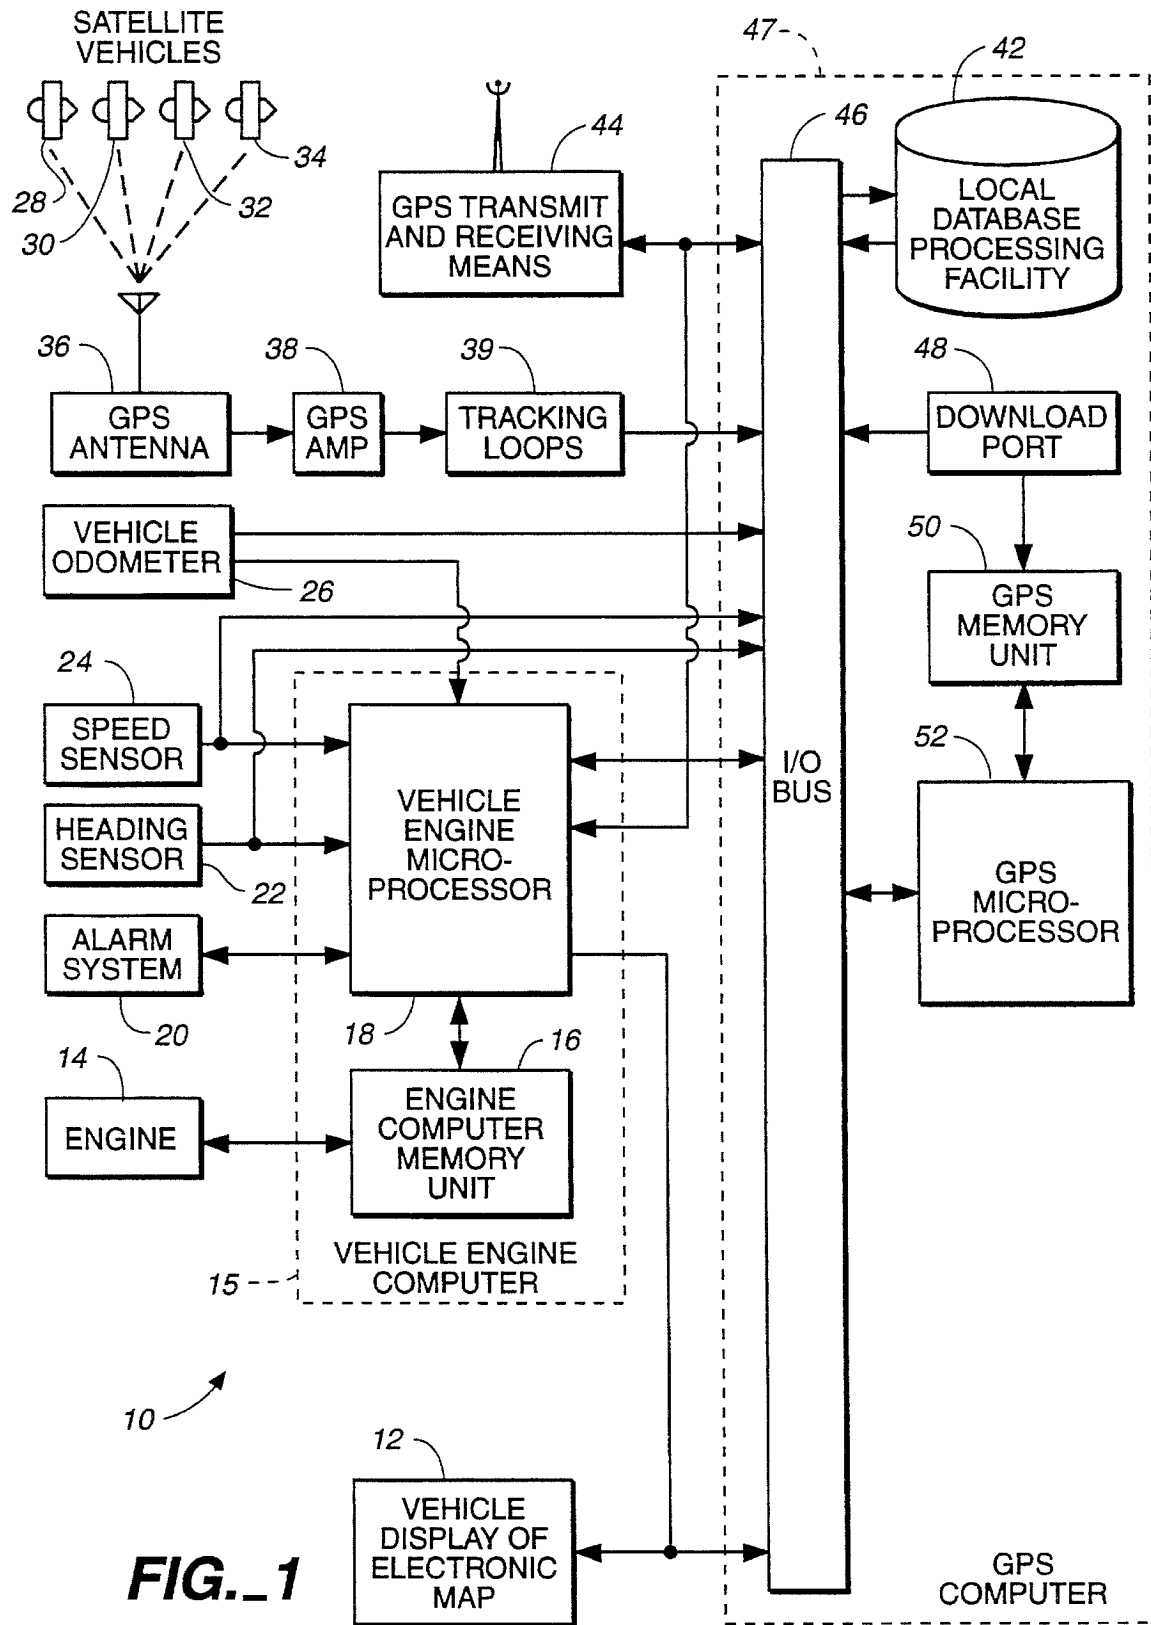 SATELLITE
VEHICLES
47
42
44
46
34
28
32
30
GPS TRANSMIT
AND RECEIVING
MEANS
LOCAL
DATABASE
PROCESSING
FACILITY
36
38
39
48
GPS
ANTENNA
GPS
AMP
TRACKING
LOOPS
DOWNLOAD
PORT
VEHICLE
ODOMETER
26
50
GPS
MEMORY
UNIT
24
SPEED
SENSOR
52
I/O
BUS
HEADING
SENSOR
22
VEHICLE
ENGINE
MICRO-
PROCESSOR
GPS
MICRO-
PROCESSOR
ALARM
SYSTEM
20
18
16
14
ENGINE
ENGINE
COMPUTER
MEMORY
UNIT
VEHICLE ENGINE
COMPUTER
15
10
12
VEHICLE
DISPLAY OF
ELECTRONIC
MAP
FIG._1
GPS
COMPUTER